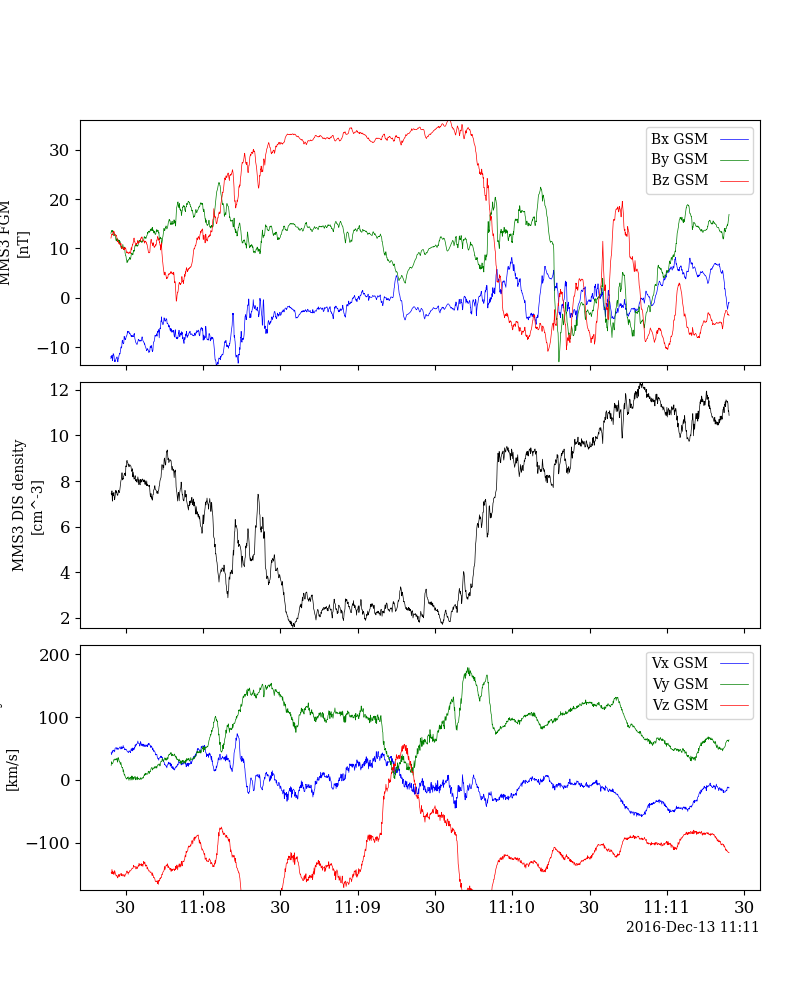 MMS3 FGM
[nT]
30
20
10
0
−10
Bx GSM
By GSM
Bz GSM
MMS3 DIS density
[cm^-3]
12
10
8
6
4
2
[km/s]
200
100
0
−100
Vx GSM
Vy GSM
Vz GSM
30 11:08 30 11:09 30 11:10 30 11:11 30
2016-Dec-13 11:11